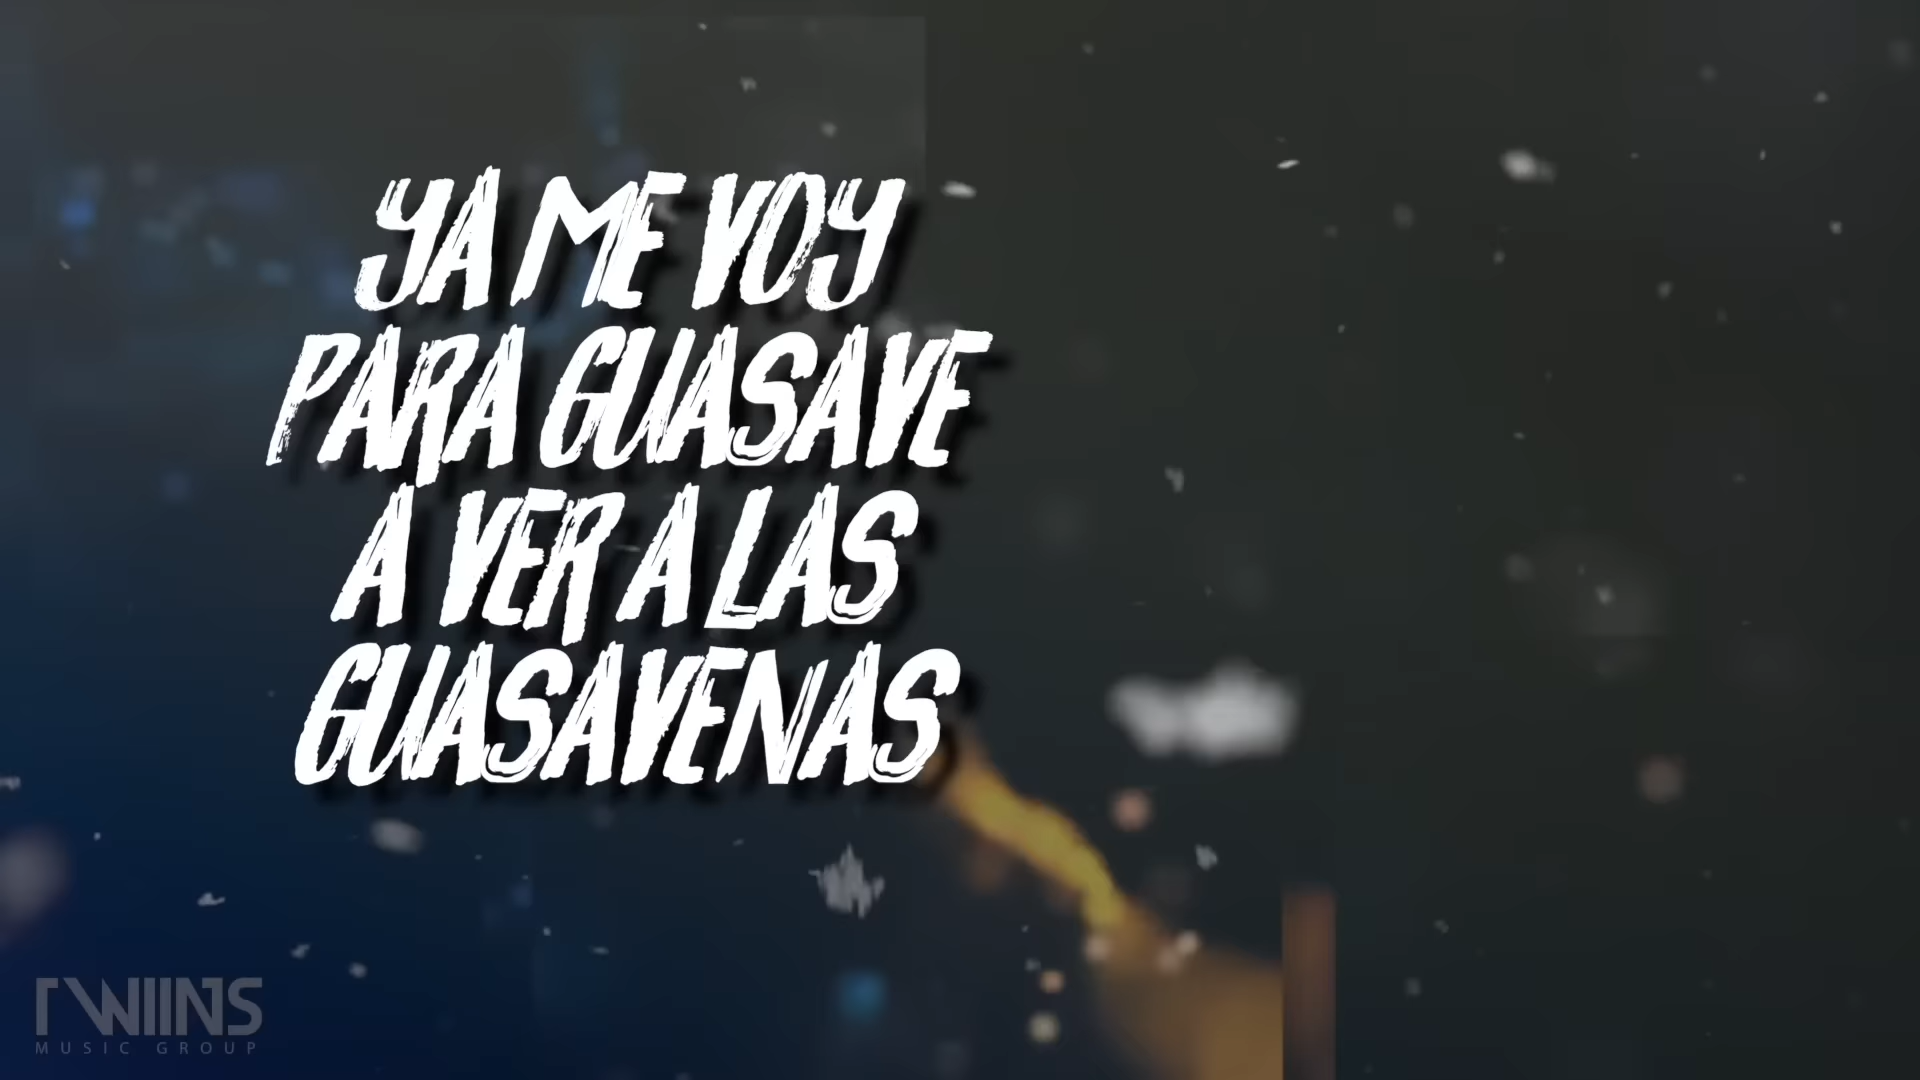 YA ME VOY
PARA GUASAVE
A VER A LAS
GUASAVENAS
TWIINS
MUSIC GROUP